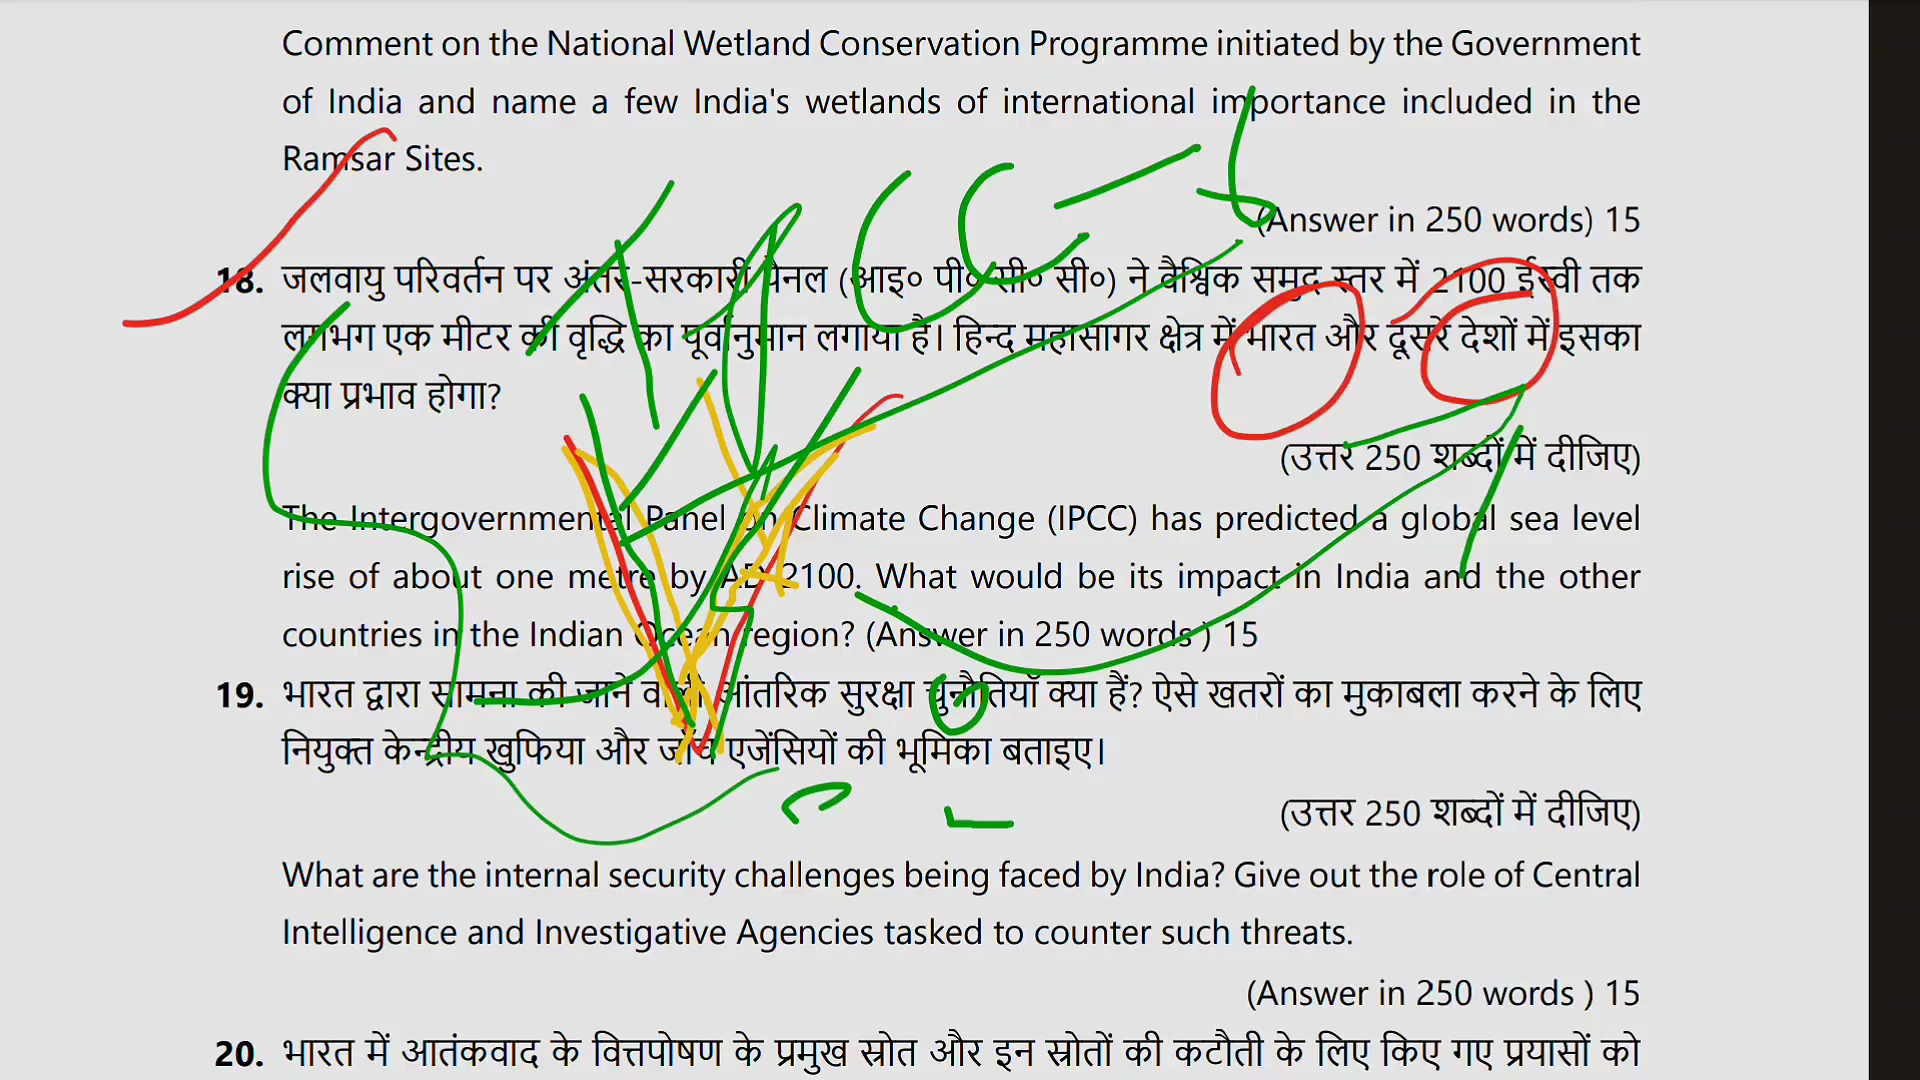 Comment on the National Wetland Conservation Programme initiated by the Government
of India and name a few India's wetlands of international importance included in the
Ramsar Sites.
(Answer in 250 words) 15
18. जलवायु परिवर्तन पर अंतर-सरकारी पैनल (आइ० पी० सी० सी०) ने वैश्विक समुद्र स्तर में 2100 ईस्वी तक
लगभग एक मीटर की वृद्धि का पूर्वानुमान लगाया है। हिन्द महासागर क्षेत्र में भारत और दूसरे देशों में इसका
क्या प्रभाव होगा?
(उत्तर 250 शब्दों में दीजिए)
The Intergovernmental Panel on Climate Change (IPCC) has predicted a global sea level
rise of about one metre by AD 2100. What would be its impact in India and the other
countries in the Indian Ocean region? (Answer in 250 words ) 15
19. भारत द्वारा सामना की जाने वाली आंतरिक सुरक्षा चुनौतियाँ क्या हैं? ऐसे खतरों का मुकाबला करने के लिए
नियुक्त केन्द्रीय खुफिया और जाँच एजेंसियों की भूमिका बताइए।
(उत्तर 250 शब्दों में दीजिए)
What are the internal security challenges being faced by India? Give out the role of Central
Intelligence and Investigative Agencies tasked to counter such threats.
(Answer in 250 words ) 15
20. भारत में आतंकवाद के वित्तपोषण के प्रमुख स्रोत और इन स्रोतों की कटौती के लिए किए गए प्रयासों को